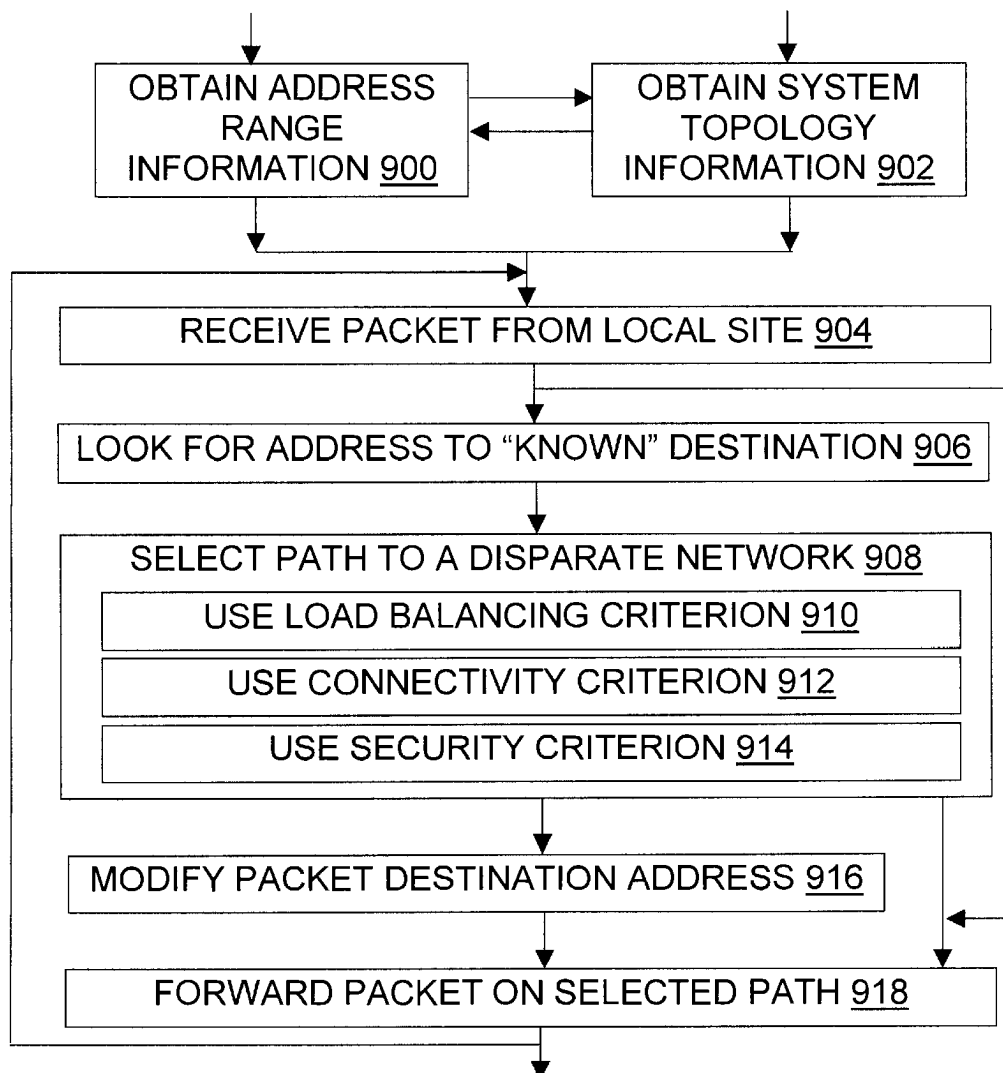 OBTAIN ADDRESS
RANGE
INFORMATION 900
OBTAIN SYSTEM
TOPOLOGY
INFORMATION 902
RECEIVE PACKET FROM LOCAL SITE 904
LOOK FOR ADDRESS TO “KNOWN” DESTINATION 906
SELECT PATH TO A DISPARATE NETWORK 908
USE LOAD BALANCING CRITERION 910
USE CONNECTIVITY CRITERION 912
USE SECURITY CRITERION 914
MODIFY PACKET DESTINATION ADDRESS 916
FORWARD PACKET ON SELECTED PATH 918